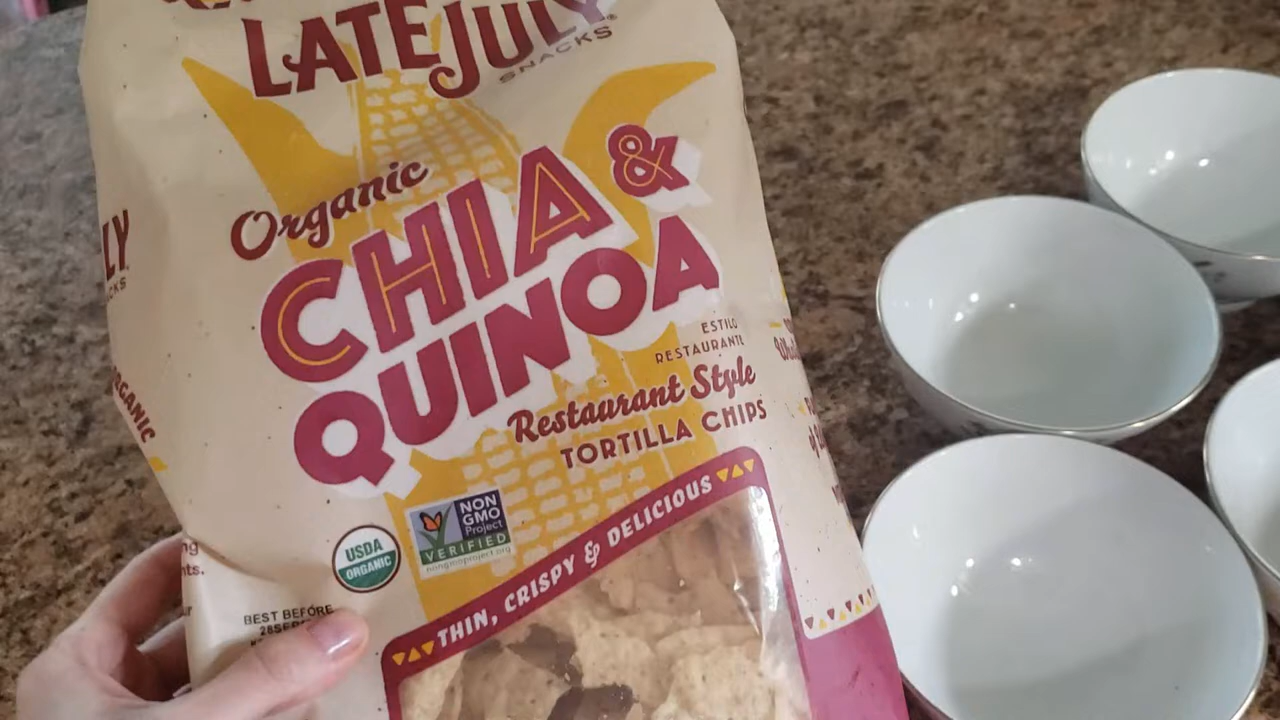 LATE JULY
SNACKS
Organic
CHIA &
QUINOA
ESTILO
RESTAURANTE
Restaurant Style
TORTILLA CHIPS
NON
GMO
Project
VERIFIED
nongmoproject.org
USDA
ORGANIC
THIN, CRISPY & DELICIOUS
BEST BEFORE